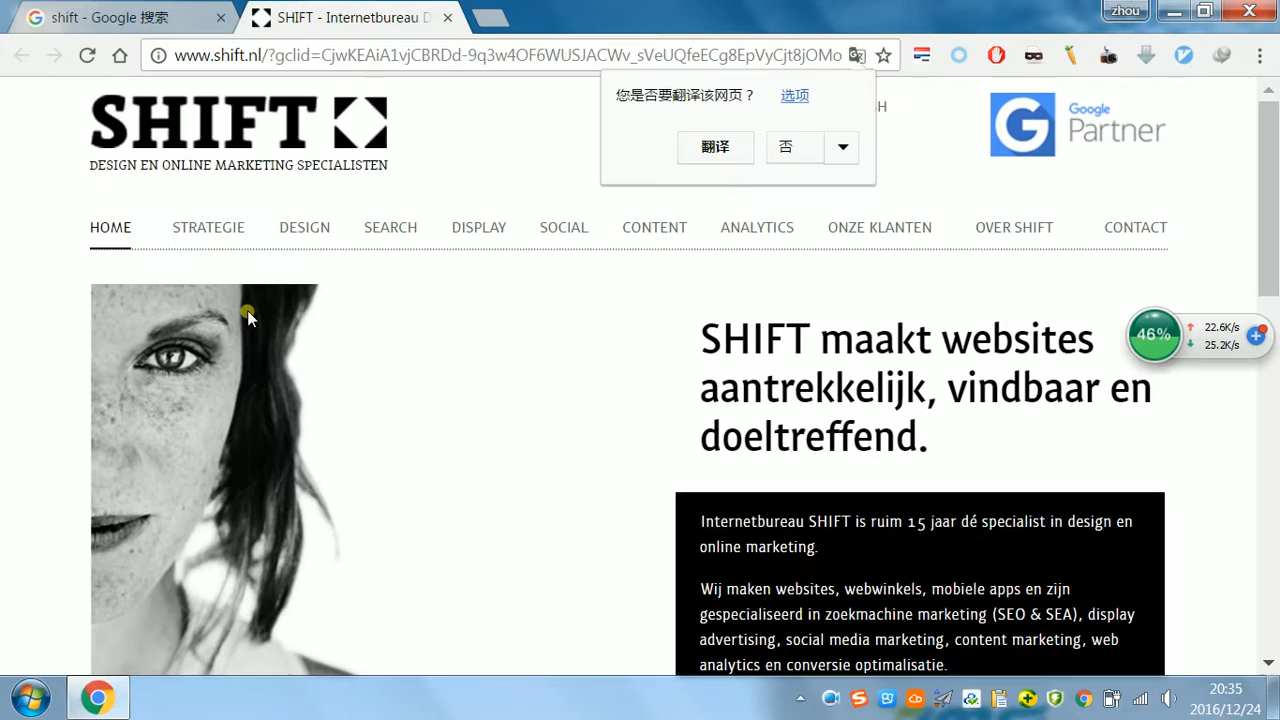 shift - Google 搜索
SHIFT - Internetbureau D
zhou
www.shift.nl/?gclid=CjwKEAiA1vjCBRDd-9q3w4OF6WUSJACWv_sVeUQfeECg8EpVyCjt8jOMo
您是否要翻译该网页？ 选项
翻译 否
SHIFT
DESIGN EN ONLINE MARKETING SPECIALISTEN
H
Google
Partner
HOME STRATEGIE DESIGN SEARCH DISPLAY SOCIAL CONTENT ANALYTICS ONZE KLANTEN OVER SHIFT CONTACT
SHIFT maakt websites
aantrekkelijk, vindbaar en
doeltreffend.
46%
22.6K/s
25.2K/s
Internetbureau SHIFT is ruim 15 jaar dé specialist in design en
online marketing.
Wij maken websites, webwinkels, mobiele apps en zijn
gespecialiseerd in zoekmachine marketing (SEO & SEA), display
advertising, social media marketing, content marketing, web
analytics en conversie optimalisatie.
20:35
2016/12/24